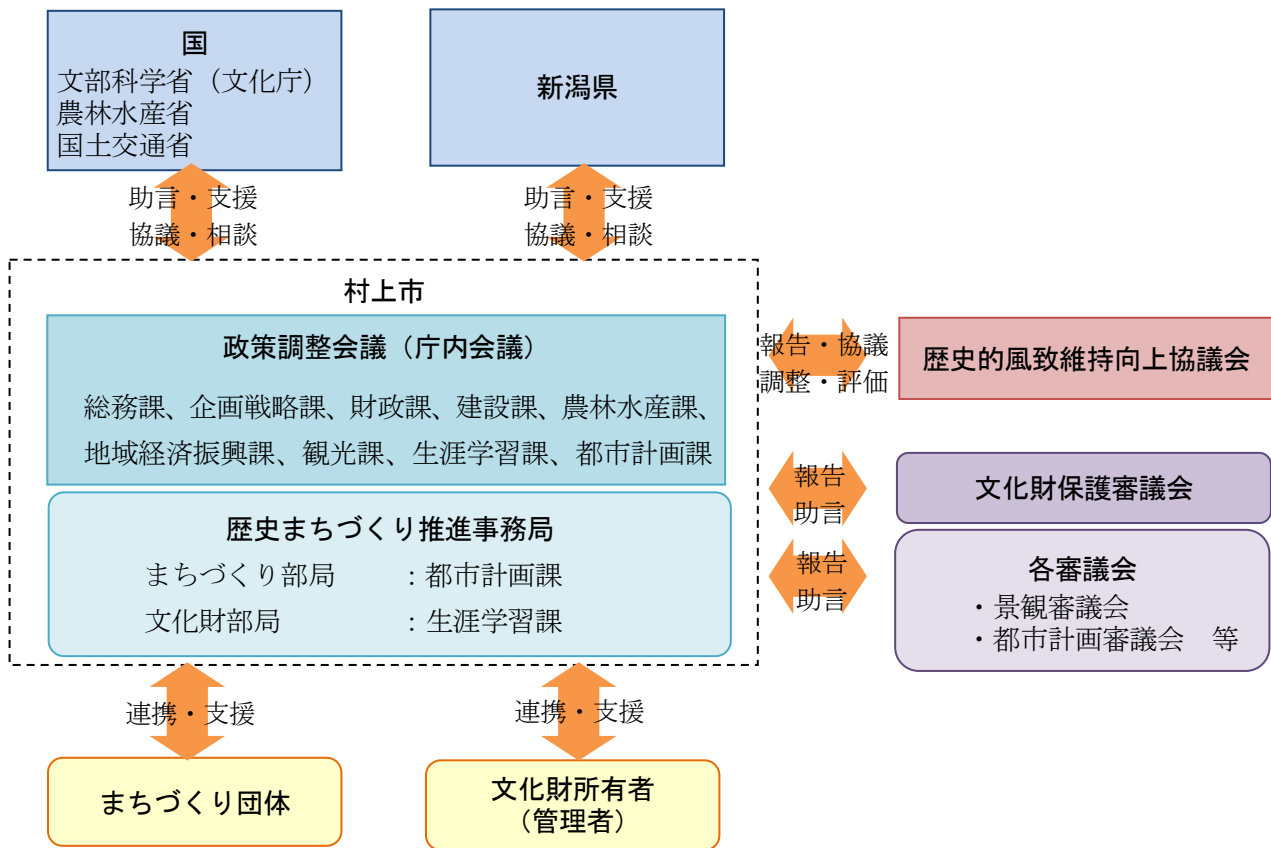 国
文部科学省（文化庁）
農林水産省
国土交通省
新潟県
助言・支援
協議・相談
助言・支援
協議・相談
村上市
政策調整会議（庁内会議）
総務課、企画戦略課、財政課、建設課、農林水産課、
地域経済振興課、観光課、生涯学習課、都市計画課
歴史まちづくり推進事務局
まちづくり部局　　：都市計画課
文化財部局　　　　：生涯学習課
報告・協議
調整・評価
歴史的風致維持向上協議会
報告
助言
文化財保護審議会
報告
助言
各審議会
・景観審議会
・都市計画審議会　等
連携・支援
連携・支援
まちづくり団体
文化財所有者
（管理者）